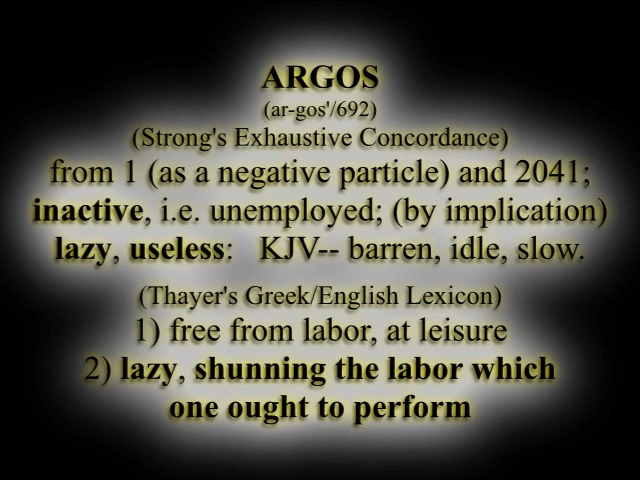 ARGOS
(ar-gos'/692)
(Strong's Exhaustive Concordance)
from 1 (as a negative particle) and 2041;
inactive, i.e. unemployed; (by implication)
lazy, useless:   KJV-- barren, idle, slow.
(Thayer's Greek/English Lexicon)
1) free from labor, at leisure
2) lazy, shunning the labor which
one ought to perform